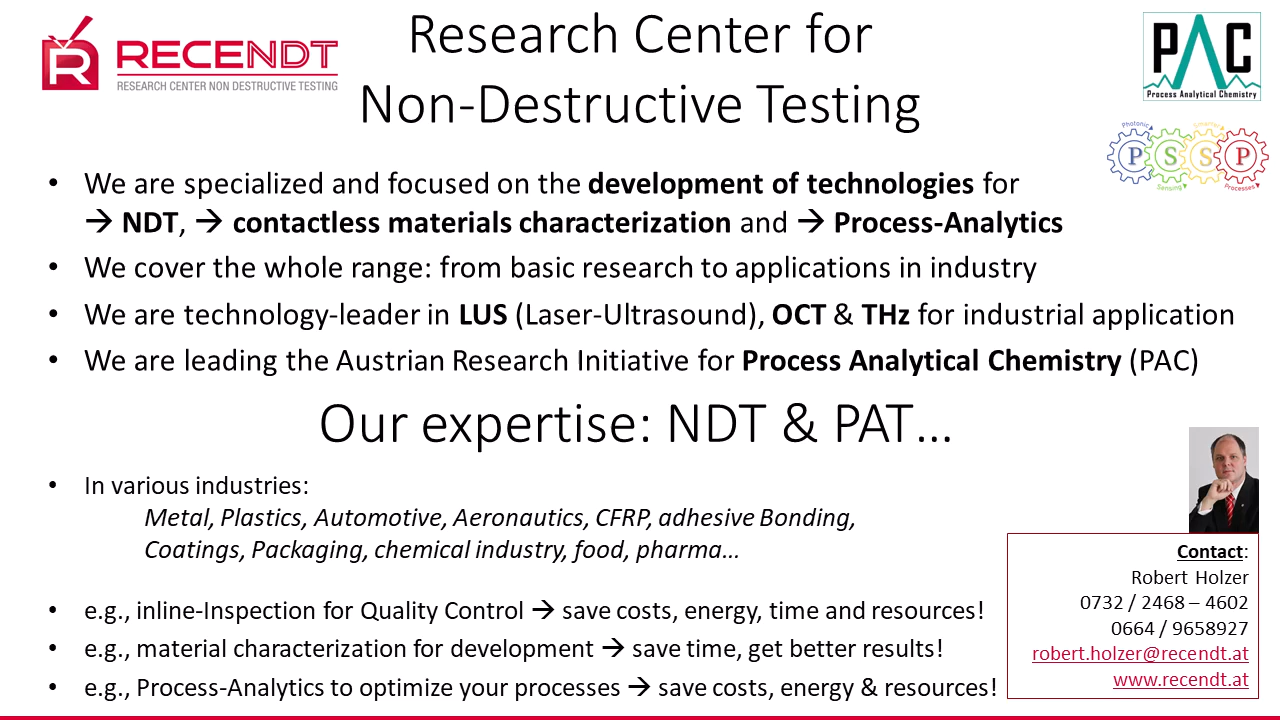 RECENDT
RESEARCH CENTER NON DESTRUCTIVE TESTING
Research Center for
Non-Destructive Testing
PAC
Process Analytical Chemistry
Photonic
Smarter
P S S P
Sensing
Processes
• We are specialized and focused on the development of technologies for
→ NDT, → contactless materials characterization and → Process-Analytics
• We cover the whole range: from basic research to applications in industry
• We are technology-leader in LUS (Laser-Ultrasound), OCT & THz for industrial application
• We are leading the Austrian Research Initiative for Process Analytical Chemistry (PAC)
Our expertise: NDT & PAT…
• In various industries:
Metal, Plastics, Automotive, Aeronautics, CFRP, adhesive Bonding,
Coatings, Packaging, chemical industry, food, pharma…
• e.g., inline-Inspection for Quality Control → save costs, energy, time and resources!
• e.g., material characterization for development → save time, get better results!
• e.g., Process-Analytics to optimize your processes → save costs, energy & resources!
Contact:
Robert Holzer
0732 / 2468 – 4602
0664 / 9658927
robert.holzer@recendt.at
www.recendt.at